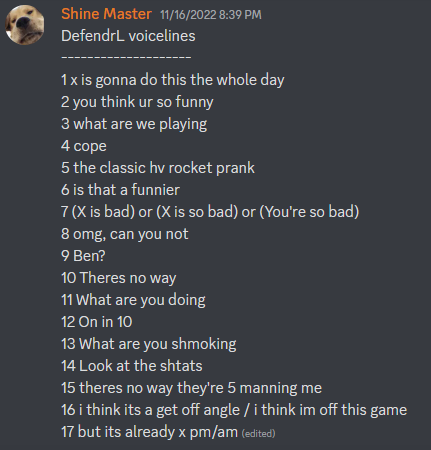 Shine Master 11/16/2022 8:39 PM
DefendrL voicelines
--------------------
1 x is gonna do this the whole day
2 you think ur so funny
3 what are we playing
4 cope
5 the classic hv rocket prank
6 is that a funnier
7 (X is bad) or (X is so bad) or (You're so bad)
8 omg, can you not
9 Ben?
10 Theres no way
11 What are you doing
12 On in 10
13 What are you shmoking
14 Look at the shtats
15 theres no way they're 5 manning me
16 i think its a get off angle / i think im off this game
17 but its already x pm/am (edited)